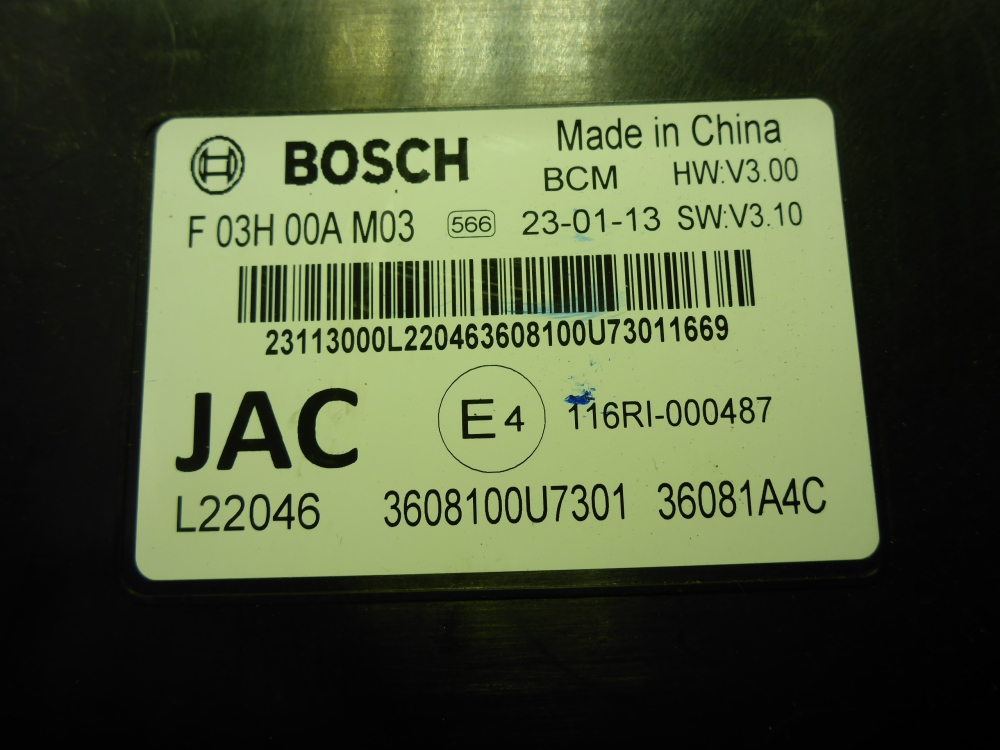 BOSCH
Made in China
BCM HW:V3.00
F 03H 00A M03 566 23-01-13 SW:V3.10
23113000L220463608100U73011669
JAC E4 116RI-000487
L22046 3608100U7301 36081A4C